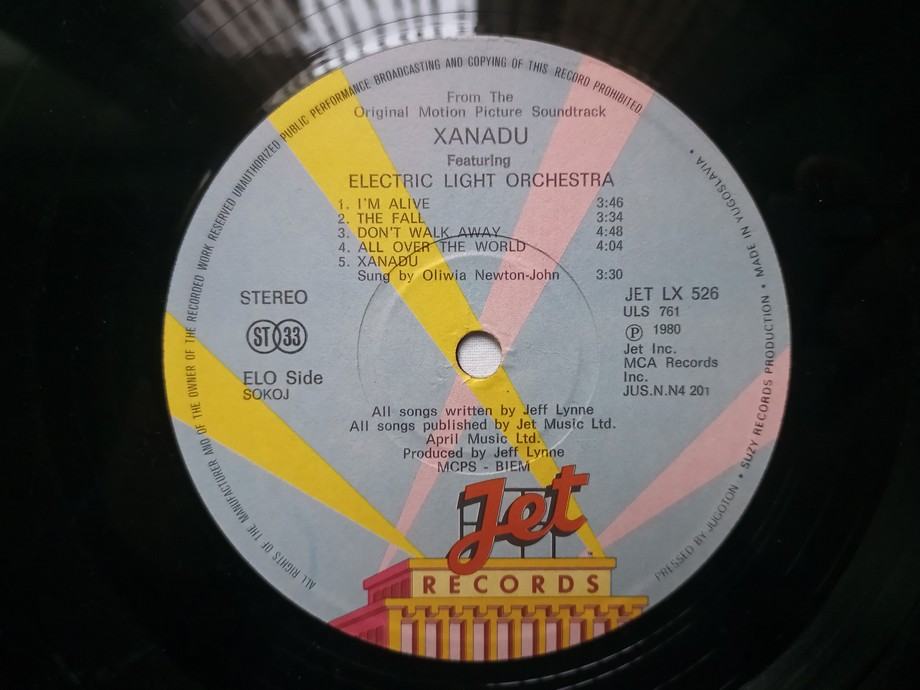 ALL RIGHTS OF THE MANUFACTURER AND OF THE OWNER OF THE RECORDED WORK RESERVED UNAUTHORIZED PUBLIC PERFORMANCE BROADCASTING AND COPYING OF THIS RECORD PROHIBITED.
From The
Original Motion Picture Soundtrack
XANADU
Featuring
ELECTRIC LIGHT ORCHESTRA
1. I'M ALIVE 3:46
2. THE FALL 3:34
3. DON'T WALK AWAY 4:48
4. ALL OVER THE WORLD 4:04
5. XANADU
Sung by Oliwia Newton-John 3:30
STEREO
ST 33
ELO Side
SOKOJ
JET LX 526
ULS 761
℗ 1980
Jet Inc.
MCA Records
Inc.
JUS.N.N4 201
All songs written by Jeff Lynne
All songs published by Jet Music Ltd.
April Music Ltd.
Produced by Jeff Lynne
MCPS - BIEM
Jet
RECORDS
PRESSED BY JUGOTON • SUZY RECORDS PRODUCTION • MADE IN YUGOSLAVIA •